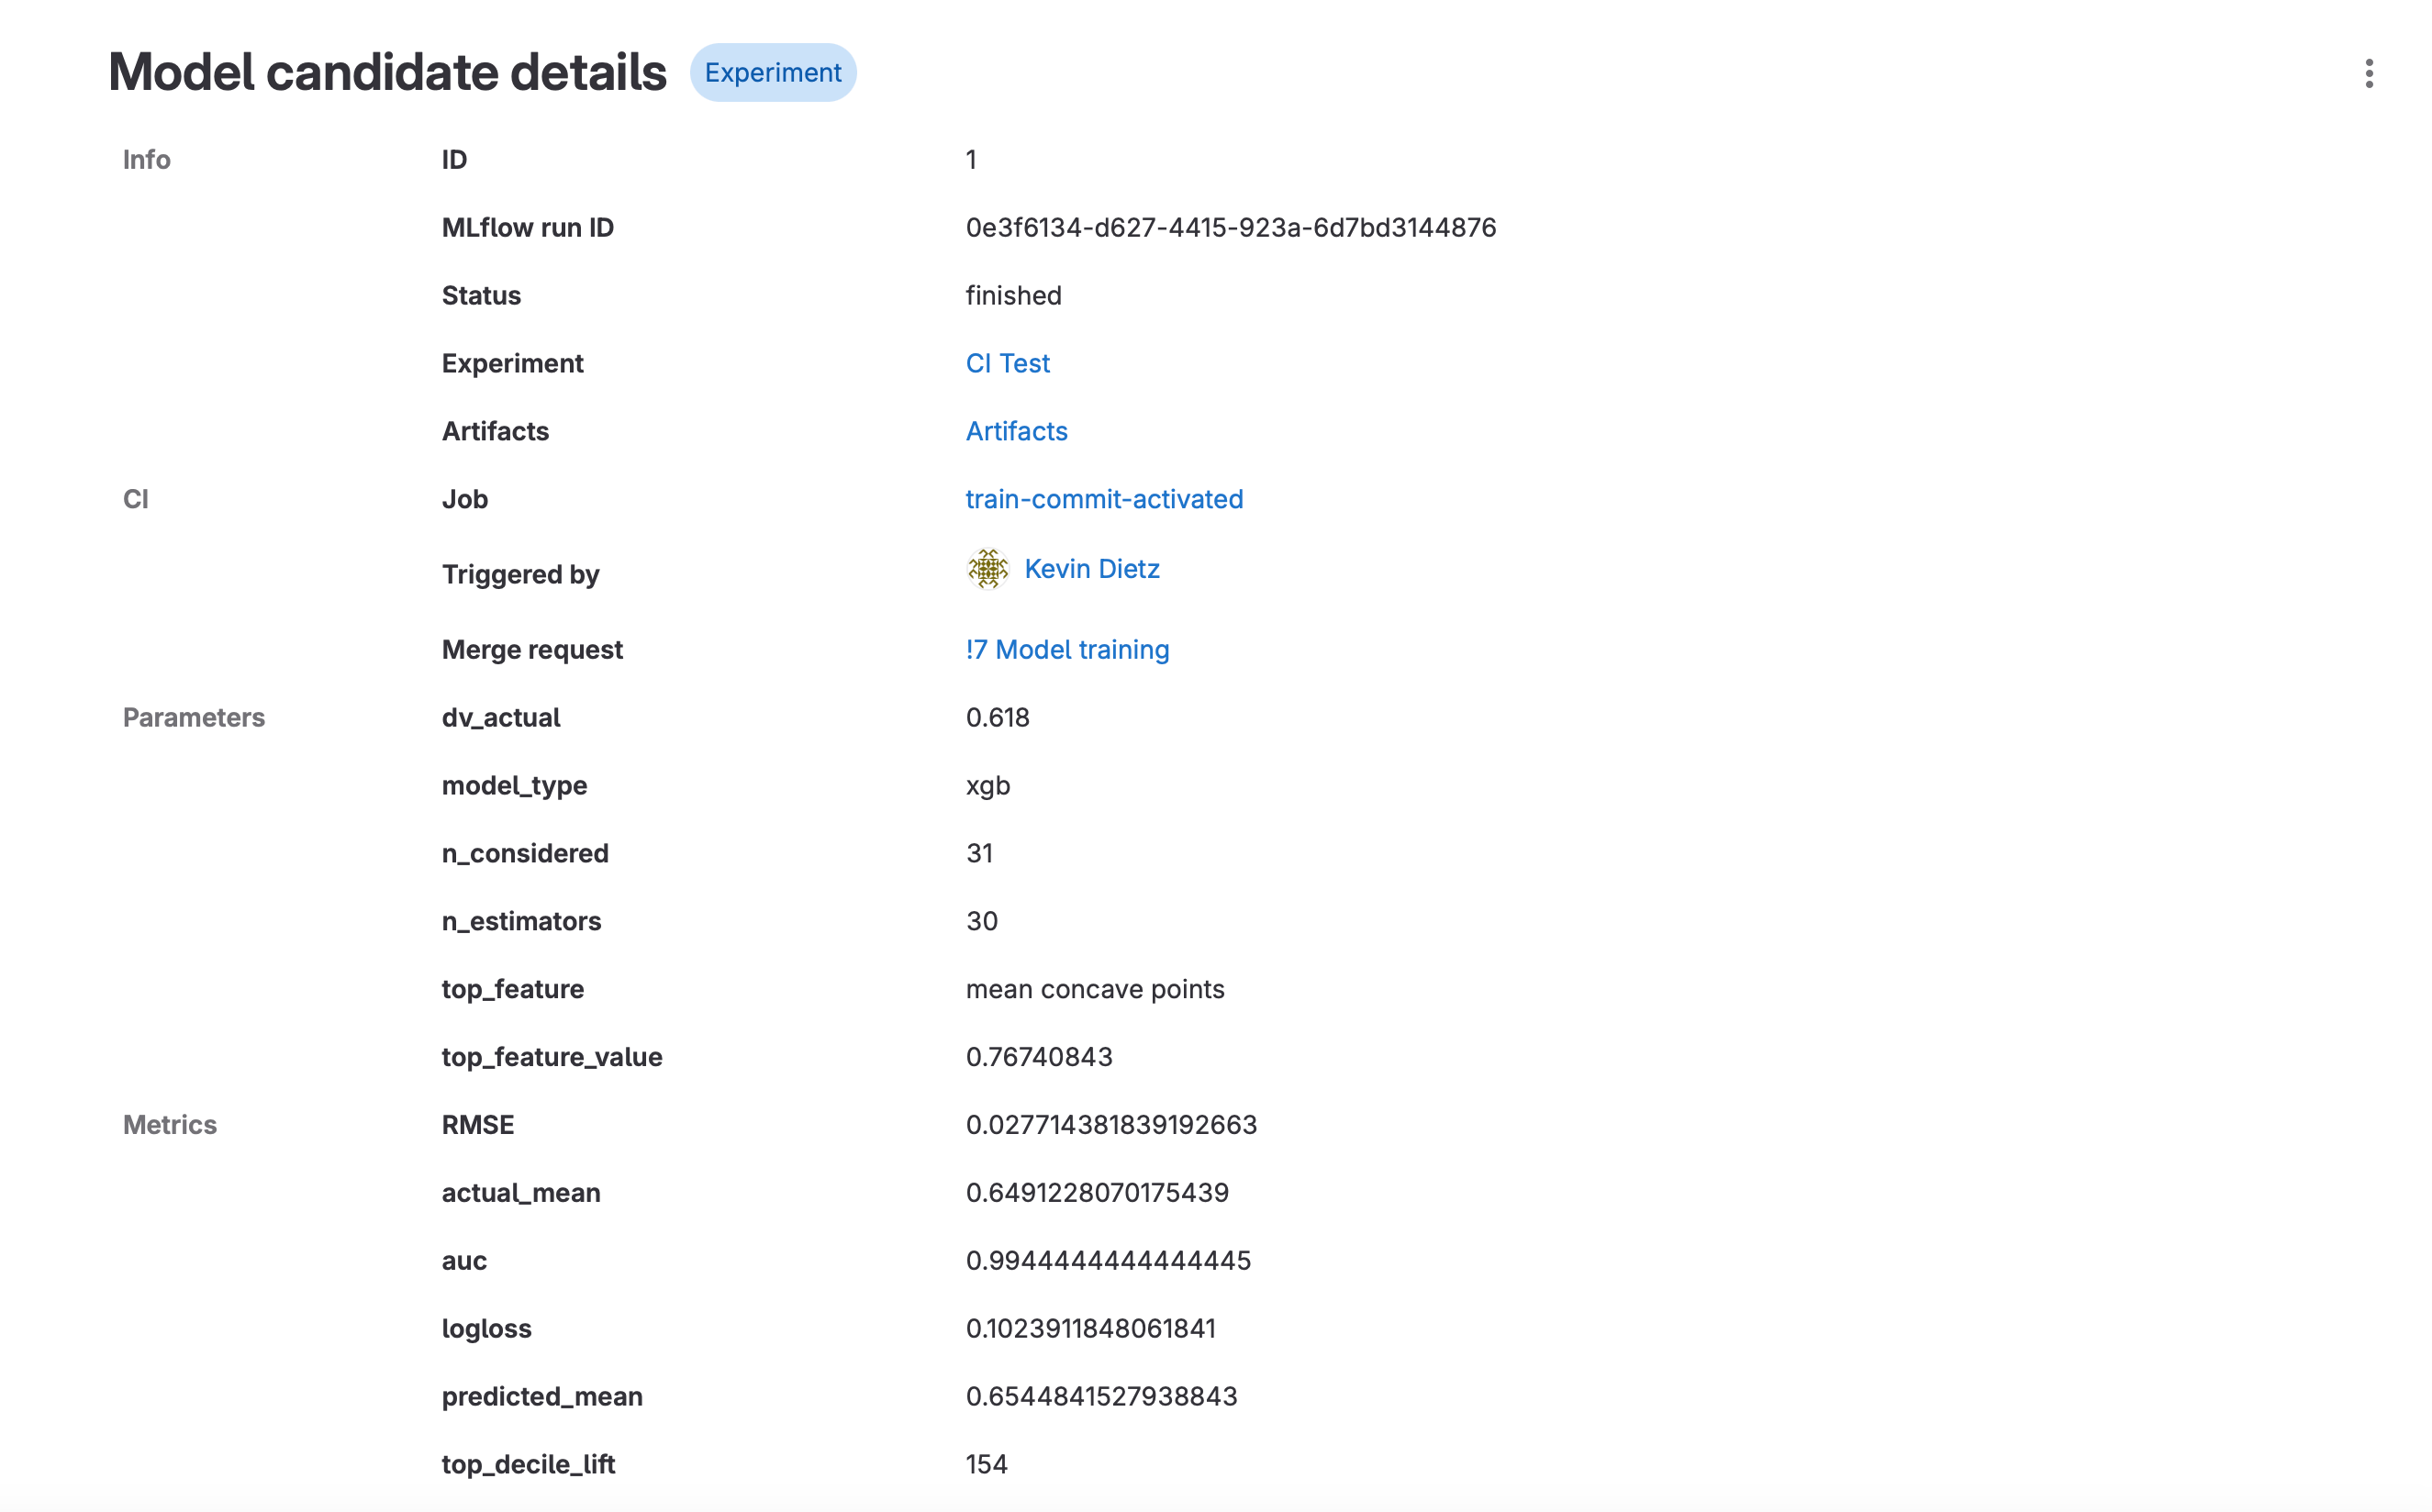 Model candidate details Experiment
Info ID 1
MLflow run ID 0e3f6134-d627-4415-923a-6d7bd3144876
Status finished
Experiment CI Test
Artifacts Artifacts
CI Job train-commit-activated
Triggered by Kevin Dietz
Merge request !7 Model training
Parameters dv_actual 0.618
model_type xgb
n_considered 31
n_estimators 30
top_feature mean concave points
top_feature_value 0.76740843
Metrics RMSE 0.027714381839192663
actual_mean 0.6491228070175439
auc 0.9944444444444445
logloss 0.1023911848061841
predicted_mean 0.6544841527938843
top_decile_lift 154